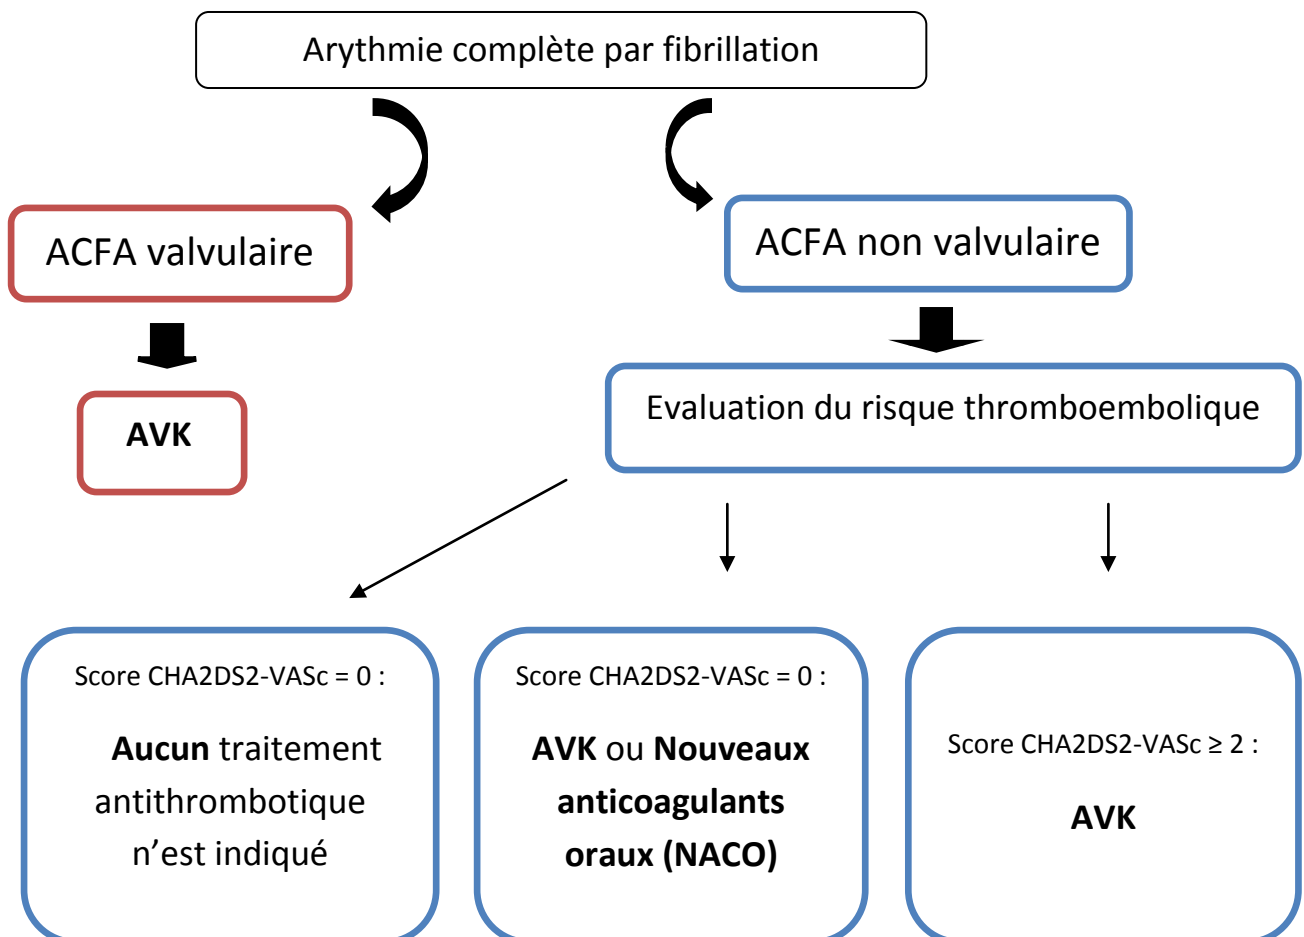 Arythmie complète par fibrillation
ACFA valvulaire
ACFA non valvulaire
AVK
Evaluation du risque thromboembolique
Score CHA2DS2-VASc = 0 :
Aucun traitement
antithrombotique
n’est indiqué
Score CHA2DS2-VASc = 0 :
AVK ou Nouveaux
anticoagulants
oraux (NACO)
Score CHA2DS2-VASc ≥ 2 :
AVK